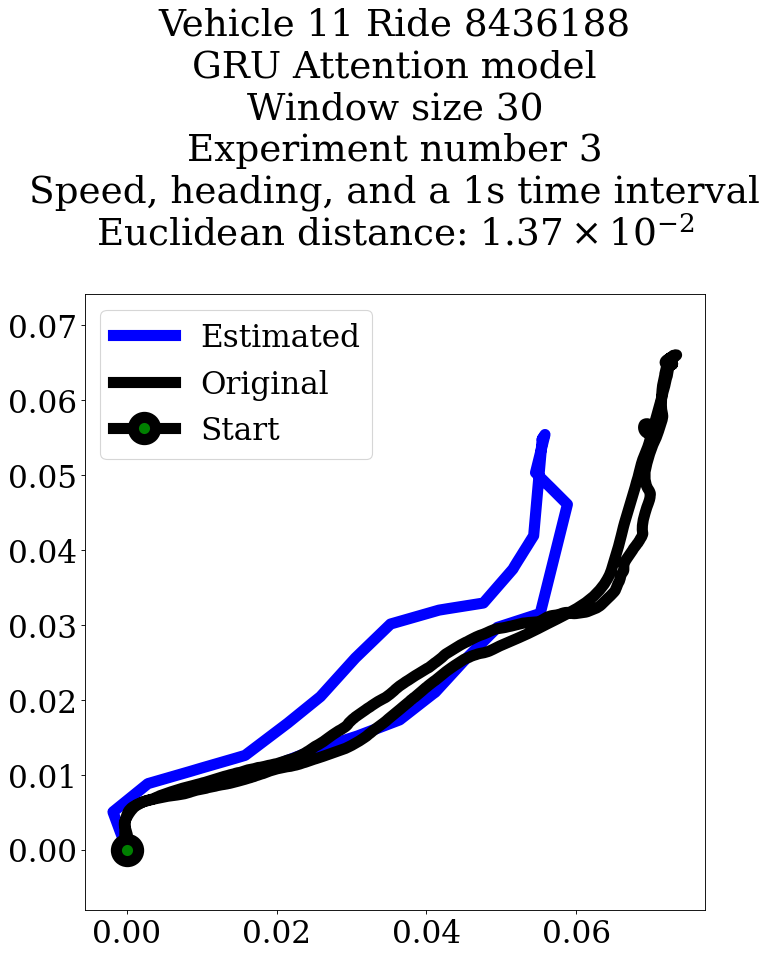 Vehicle 11 Ride 8436188
GRU Attention model
Window size 30
Experiment number 3
Speed, heading, and a 1s time interval
Euclidean distance: 1.37 × 10⁻²
Estimated
Original
Start
0.07
0.06
0.05
0.04
0.03
0.02
0.01
0.00
0.00 0.02 0.04 0.06